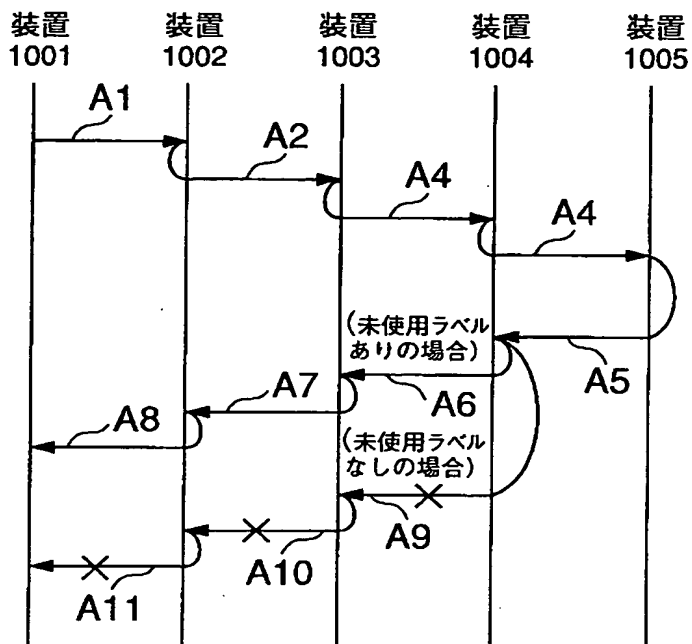 装置 装置 装置 装置 装置
1001 1002 1003 1004 1005
A1
A2
A4
A4
(未使用ラベル
ありの場合)
A5
A6
A7
A8
(未使用ラベル
なしの場合)
A9
A10
A11